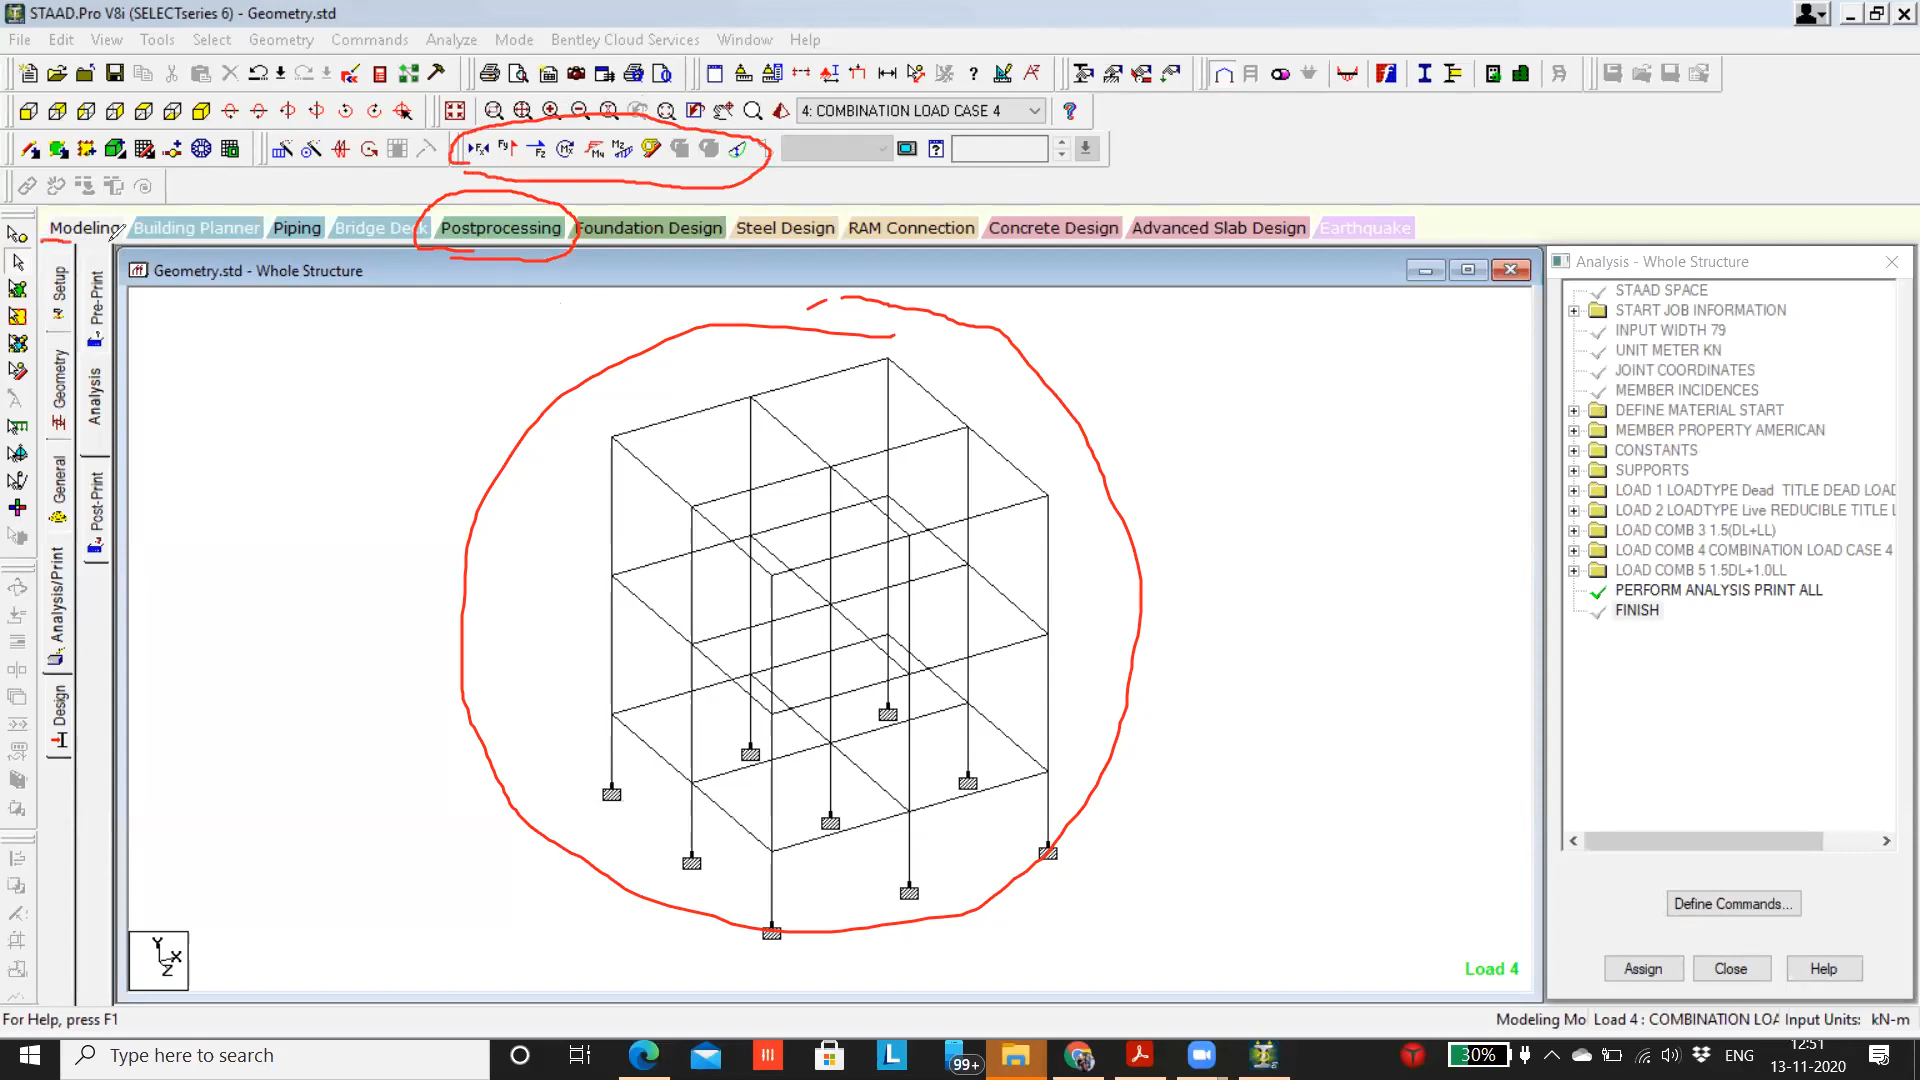 STAAD.Pro V8i (SELECTseries 6) - Geometry.std
File Edit View Tools Select Geometry Commands Analyze Mode Bentley Cloud Services Window Help
4: COMBINATION LOAD CASE 4
Fx Fy Fz Mx My Mz
Modeling Building Planner Piping Bridge Deck Postprocessing Foundation Design Steel Design RAM Connection Concrete Design Advanced Slab Design Earthquake
Setup
Geometry
General
Analysis/Print
Design
Pre-Print
Analysis
Post-Print
Geometry.std - Whole Structure
Y
X
Z
Load 4
Analysis - Whole Structure
STAAD SPACE
START JOB INFORMATION
INPUT WIDTH 79
UNIT METER KN
JOINT COORDINATES
MEMBER INCIDENCES
DEFINE MATERIAL START
MEMBER PROPERTY AMERICAN
CONSTANTS
SUPPORTS
LOAD 1 LOADTYPE Dead TITLE DEAD LOAD
LOAD 2 LOADTYPE Live REDUCIBLE TITLE L
LOAD COMB 3 1.5(DL+LL)
LOAD COMB 4 COMBINATION LOAD CASE 4
LOAD COMB 5 1.5DL+1.0LL
PERFORM ANALYSIS PRINT ALL
FINISH
Define Commands...
Assign Close Help
For Help, press F1
Modeling Mo Load 4 : COMBINATION LOA Input Units: kN-m
Type here to search
99+
30%
ENG
12:51
13-11-2020